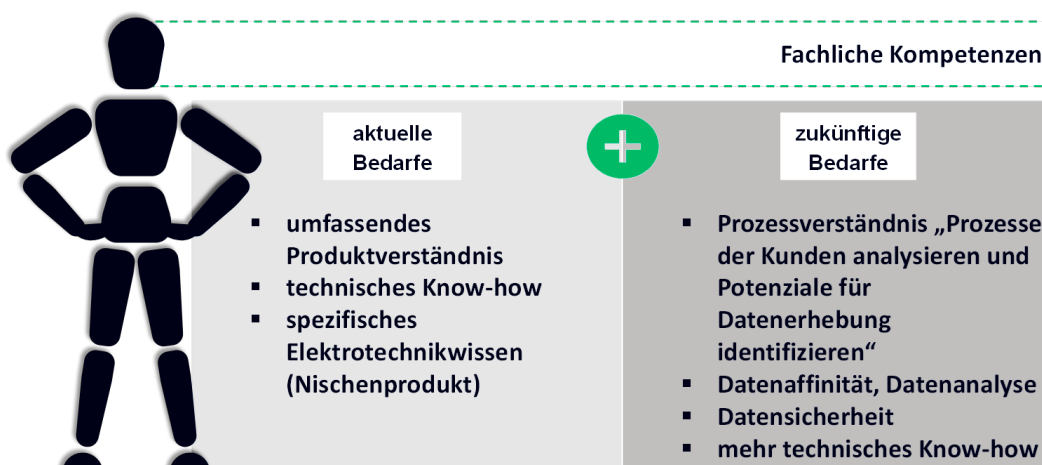 Fachliche Kompetenzen
aktuelle
Bedarfe
zukünftige
Bedarfe
▪ umfassendes
Produktverständnis
▪ technisches Know-how
▪ spezifisches
Elektrotechnikwissen
(Nischenprodukt)
▪ Prozessverständnis „Prozesse
der Kunden analysieren und
Potenziale für
Datenerhebung
identifizieren“
▪ Datenaffinität, Datenanalyse
▪ Datensicherheit
▪ mehr technisches Know-how